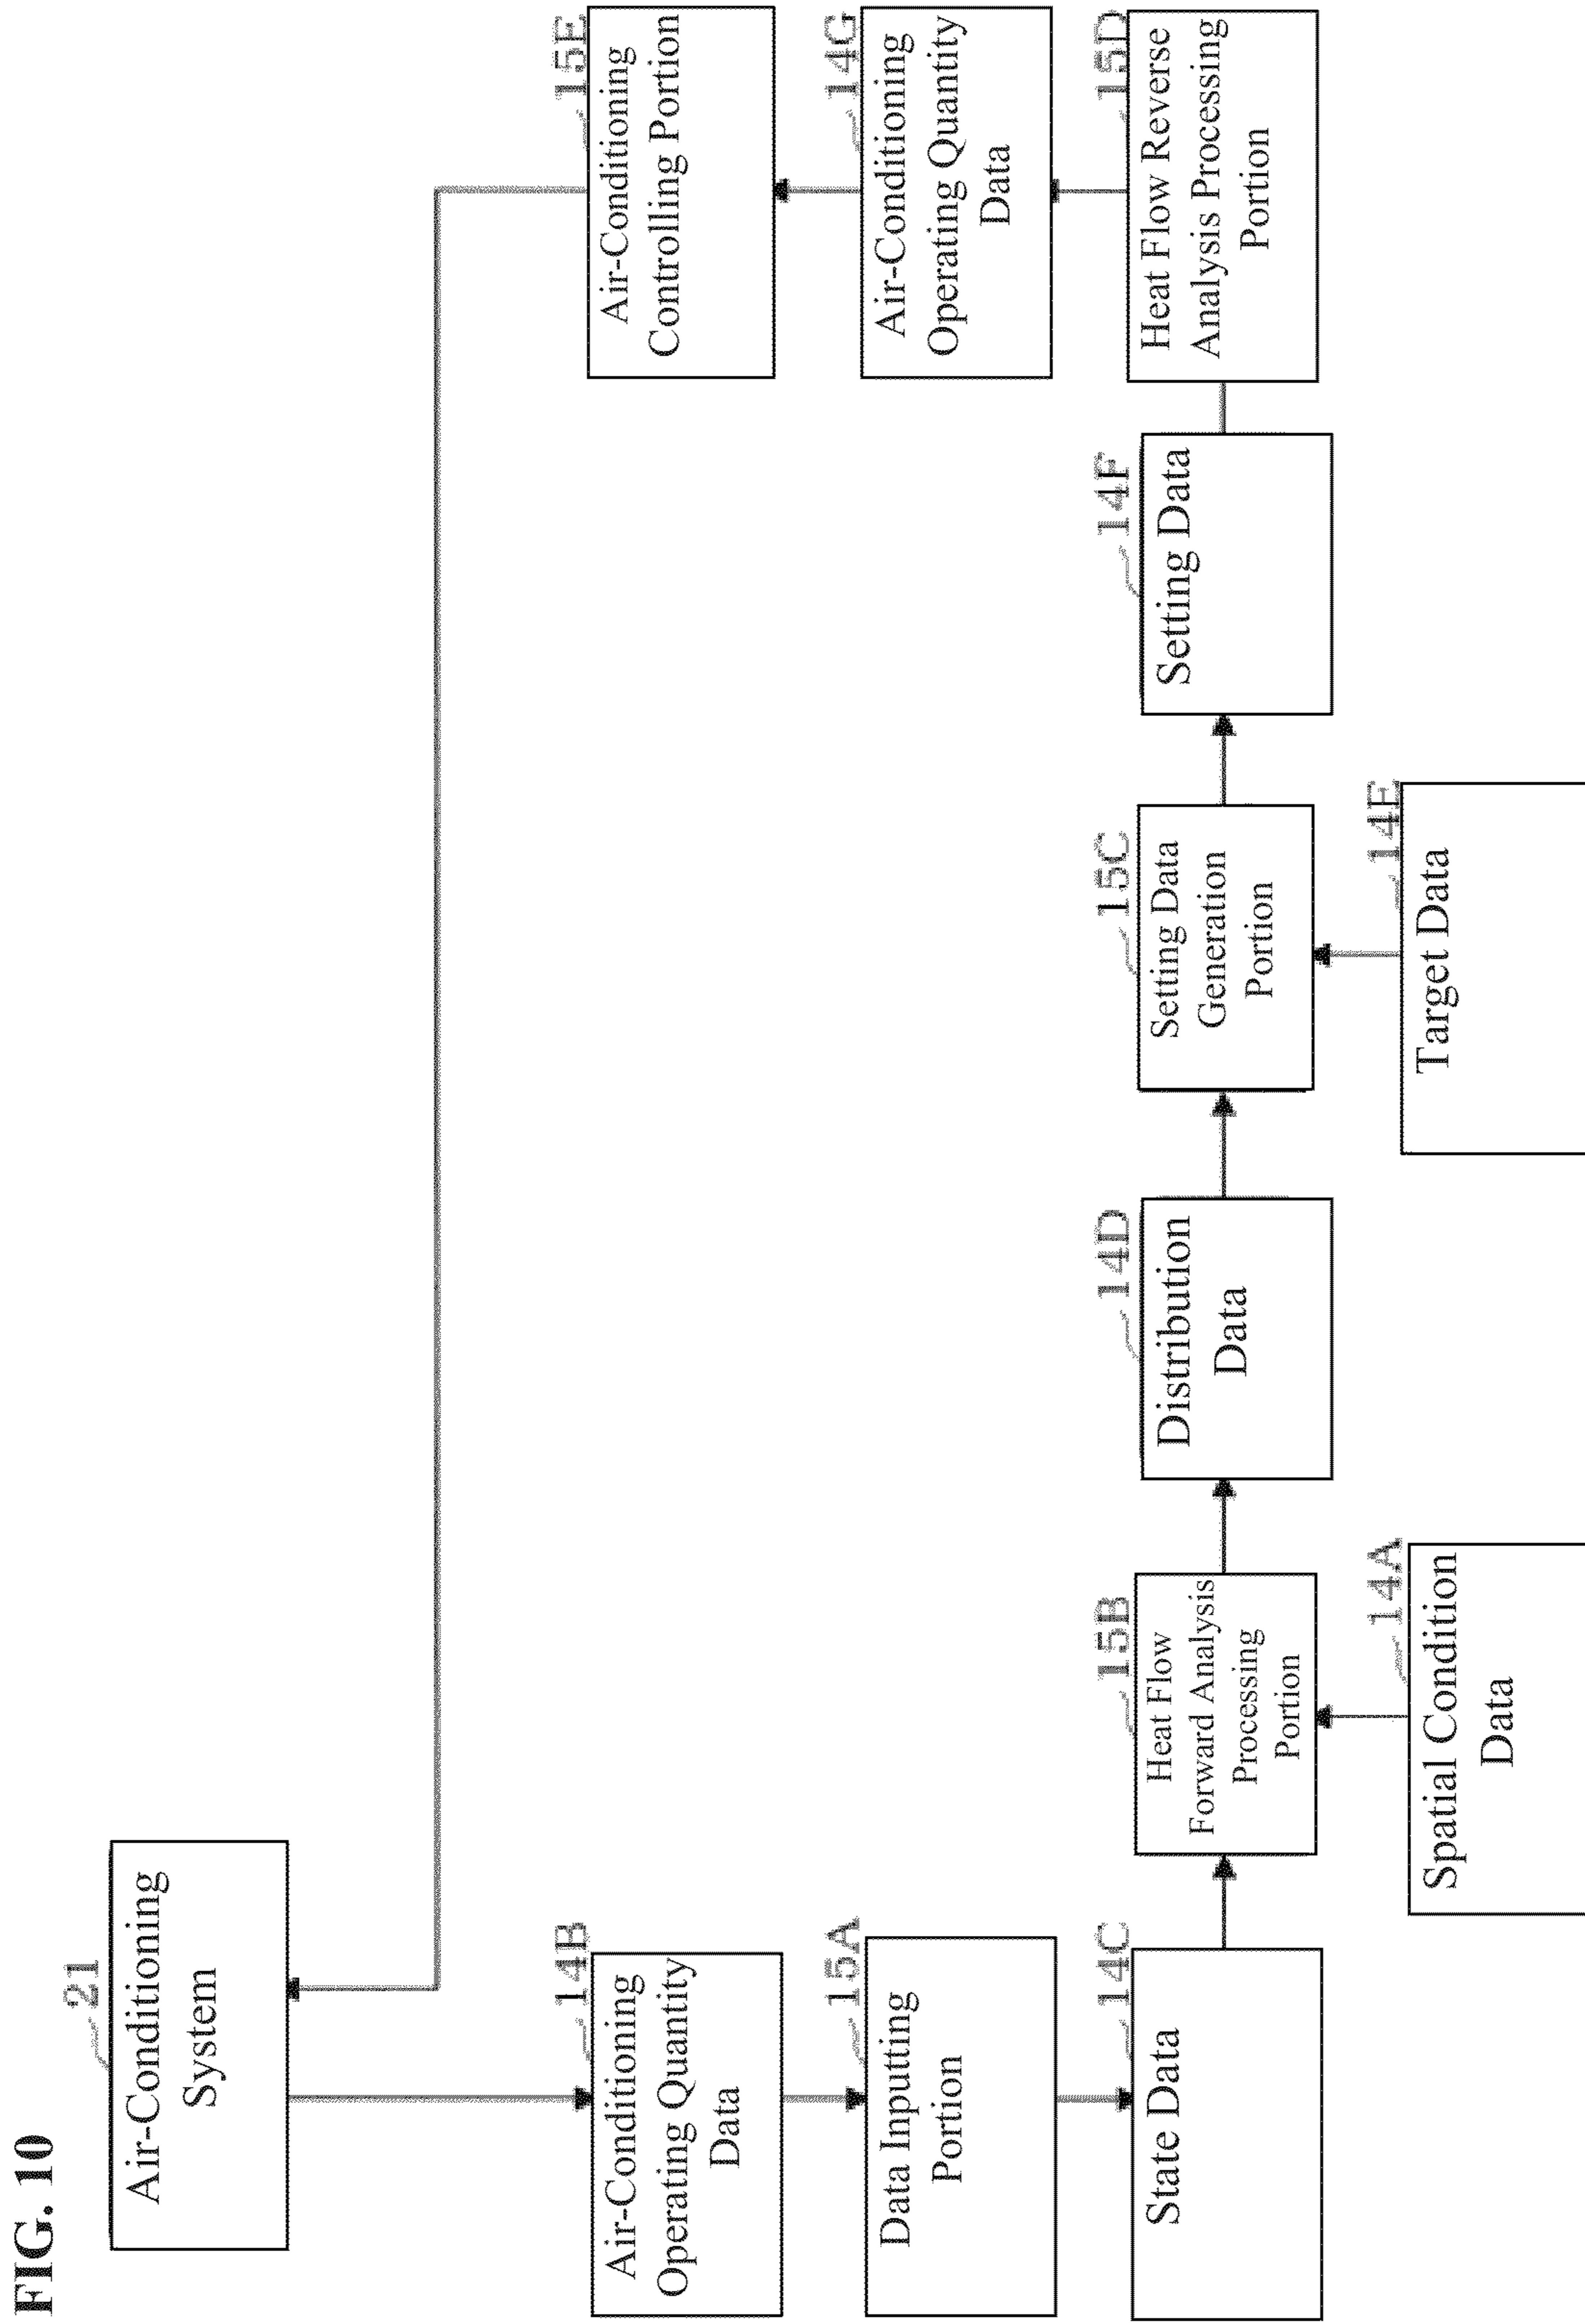 FIG. 10
21
Air-Conditioning
System
14B
Air-Conditioning
Operating Quantity
Data
15A
Data Inputting
Portion
14C
State Data
15B
Heat Flow
Forward Analysis
Processing
Portion
14A
Spatial Condition
Data
14D
Distribution
Data
15C
Setting Data
Generation
Portion
14E
Target Data
14F
Setting Data
15D
Heat Flow Reverse
Analysis Processing
Portion
14G
Air-Conditioning
Operating Quantity
Data
15E
Air-Conditioning
Controlling Portion